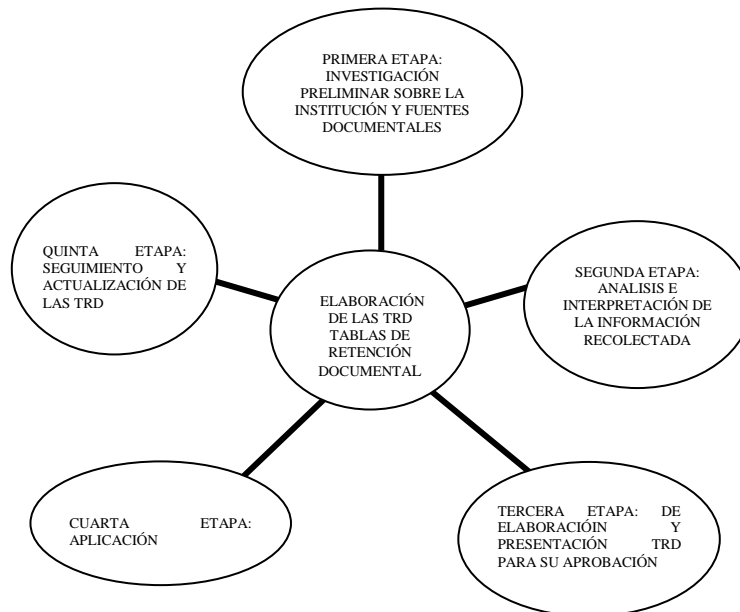 PRIMERA ETAPA:
INVESTIGACIÓN
PRELIMINAR SOBRE LA
INSTITUCIÓN Y FUENTES
DOCUMENTALES
QUINTA ETAPA:
SEGUIMIENTO Y
ACTUALIZACIÓN DE
LAS TRD
ELABORACIÓN
DE LAS TRD
TABLAS DE
RETENCIÓN
DOCUMENTAL
SEGUNDA ETAPA:
ANALISIS E
INTERPRETACIÓN DE
LA INFORMACIÓN
RECOLECTADA
CUARTA ETAPA:
APLICACIÓN
TERCERA ETAPA: DE
ELABORACIÓIN Y
PRESENTACIÓN TRD
PARA SU APROBACIÓN